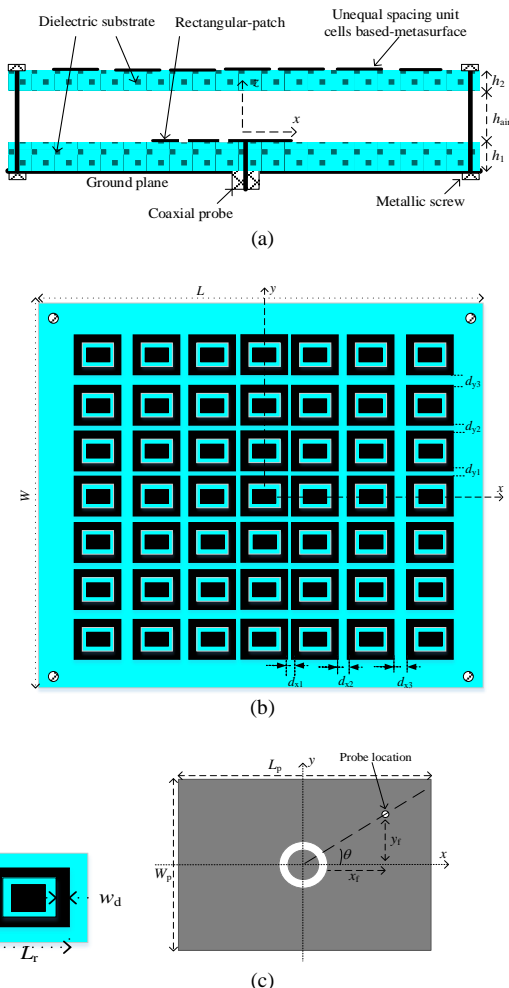 Dielectric substrate
Rectangular-patch
Unequal spacing unit
cells based-metasurface
z
x
h2
hair
h1
Ground plane
Coaxial probe
Metallic screw
(a)
L
y
dy3
dy2
dy1
W
x
dx1
dx2
dx3
(b)
Probe location
Lp
y
yf
θ
x
Wp
xf
wd
Lr
(c)